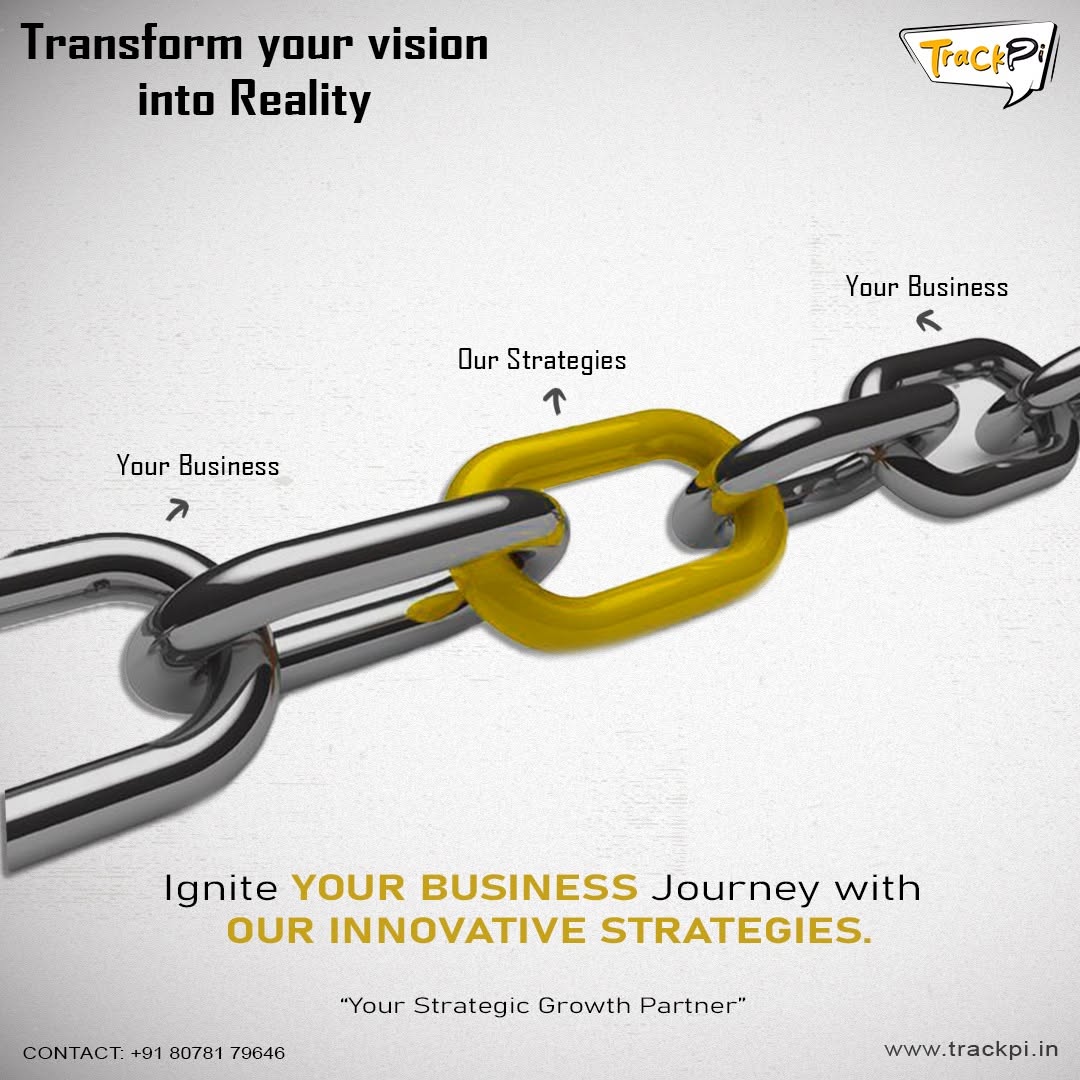 Transform your vision
into Reality
TracKPi
Your Business
Our Strategies
Your Business
Ignite YOUR BUSINESS Journey with
OUR INNOVATIVE STRATEGIES.
“Your Strategic Growth Partner”
CONTACT: +91 80781 79646
www.trackpi.in